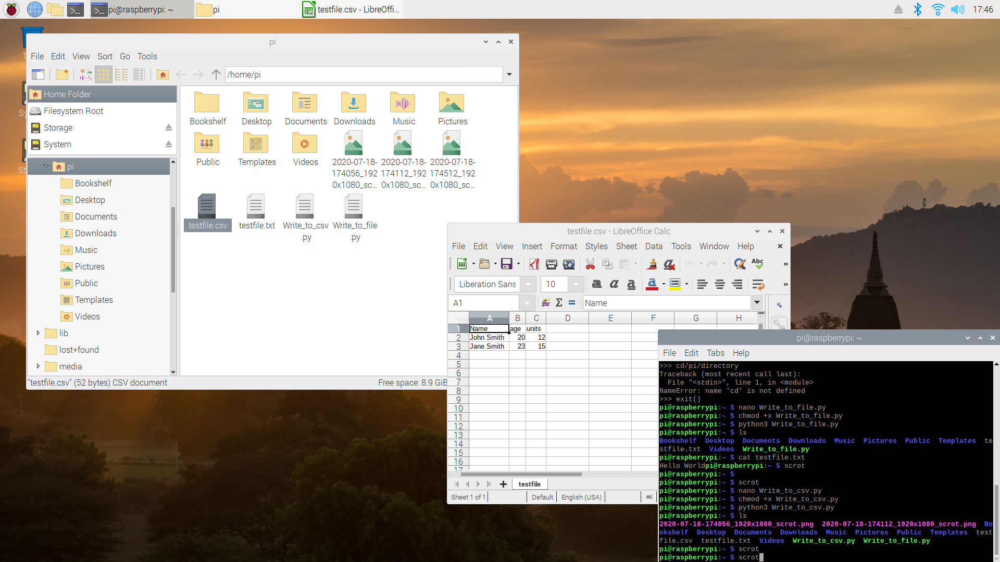 pi@raspberrypi: ~
pi
testfile.csv - LibreOffi...
17:46
pi
File Edit View Sort Go Tools
/home/pi
Home Folder
Filesystem Root
Storage
System
pi
Bookshelf
Desktop
Documents
Downloads
Music
Pictures
Public
Templates
Videos
lib
lost+found
media
Bookshelf Desktop Documents Downloads Music Pictures
Public Templates Videos
2020-07-18-
174056_192
0x1080_sc...
2020-07-18-
174112_192
0x1080_sc...
2020-07-18-
174512_192
0x1080_sc...
testfile.csv testfile.txt
Write_to_csv
.py
Write_to_file
.py
"testfile.csv" (52 bytes) CSV document
Free space: 8.9 GiB
testfile.csv - LibreOffice Calc
File Edit View Insert Format Styles Sheet Data Tools Window Help
Abc
Liberation Sans 10
A1 Name
A B C D E F G H
1 Name age units
2 John Smith 20 12
3 Jane Smith 23 15
4
5
6
7
8
9
10
11
12
13
14
15
16
17
testfile
Sheet 1 of 1 Default English (USA)
pi@raspberrypi: ~
File Edit Tabs Help
>>> cd/pi/directory
Traceback (most recent call last):
File "<stdin>", line 1, in <module>
NameError: name 'cd' is not defined
>>> exit()
pi@raspberrypi:~ $ nano Write_to_file.py
pi@raspberrypi:~ $ chmod +x Write_to_file.py
pi@raspberrypi:~ $ python3 Write_to_file.py
pi@raspberrypi:~ $ ls
Bookshelf Desktop Documents Downloads Music Pictures Public Templates te
stfile.txt Videos Write_to_file.py
pi@raspberrypi:~ $ cat testfile.txt
Hello Worldpi@raspberrypi:~ $ scrot
pi@raspberrypi:~ $
pi@raspberrypi:~ $ scrot
pi@raspberrypi:~ $ nano Write_to_csv.py
pi@raspberrypi:~ $ chmod +x Write_to_csv.py
pi@raspberrypi:~ $ python3 Write_to_csv.py
pi@raspberrypi:~ $ ls
2020-07-18-174056_1920x1080_scrot.png 2020-07-18-174112_1920x1080_scrot.png Bo
okshelf Desktop Documents Downloads Music Pictures Public Templates test
file.csv testfile.txt Videos Write_to_csv.py Write_to_file.py
pi@raspberrypi:~ $ scrot
pi@raspberrypi:~ $ scrot